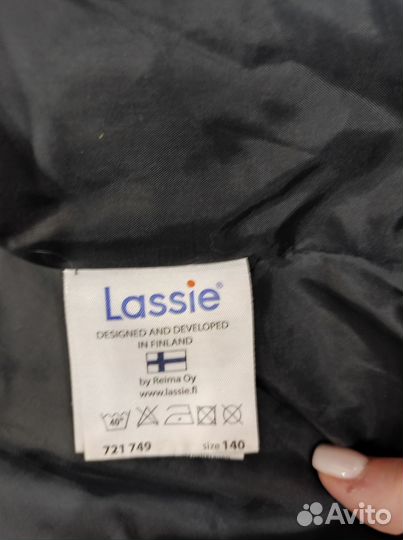 Lassie®
DESIGNED AND DEVELOPED
IN FINLAND
by Reima Oy
www.lassie.fi
40°
721 749 size 140
Avito